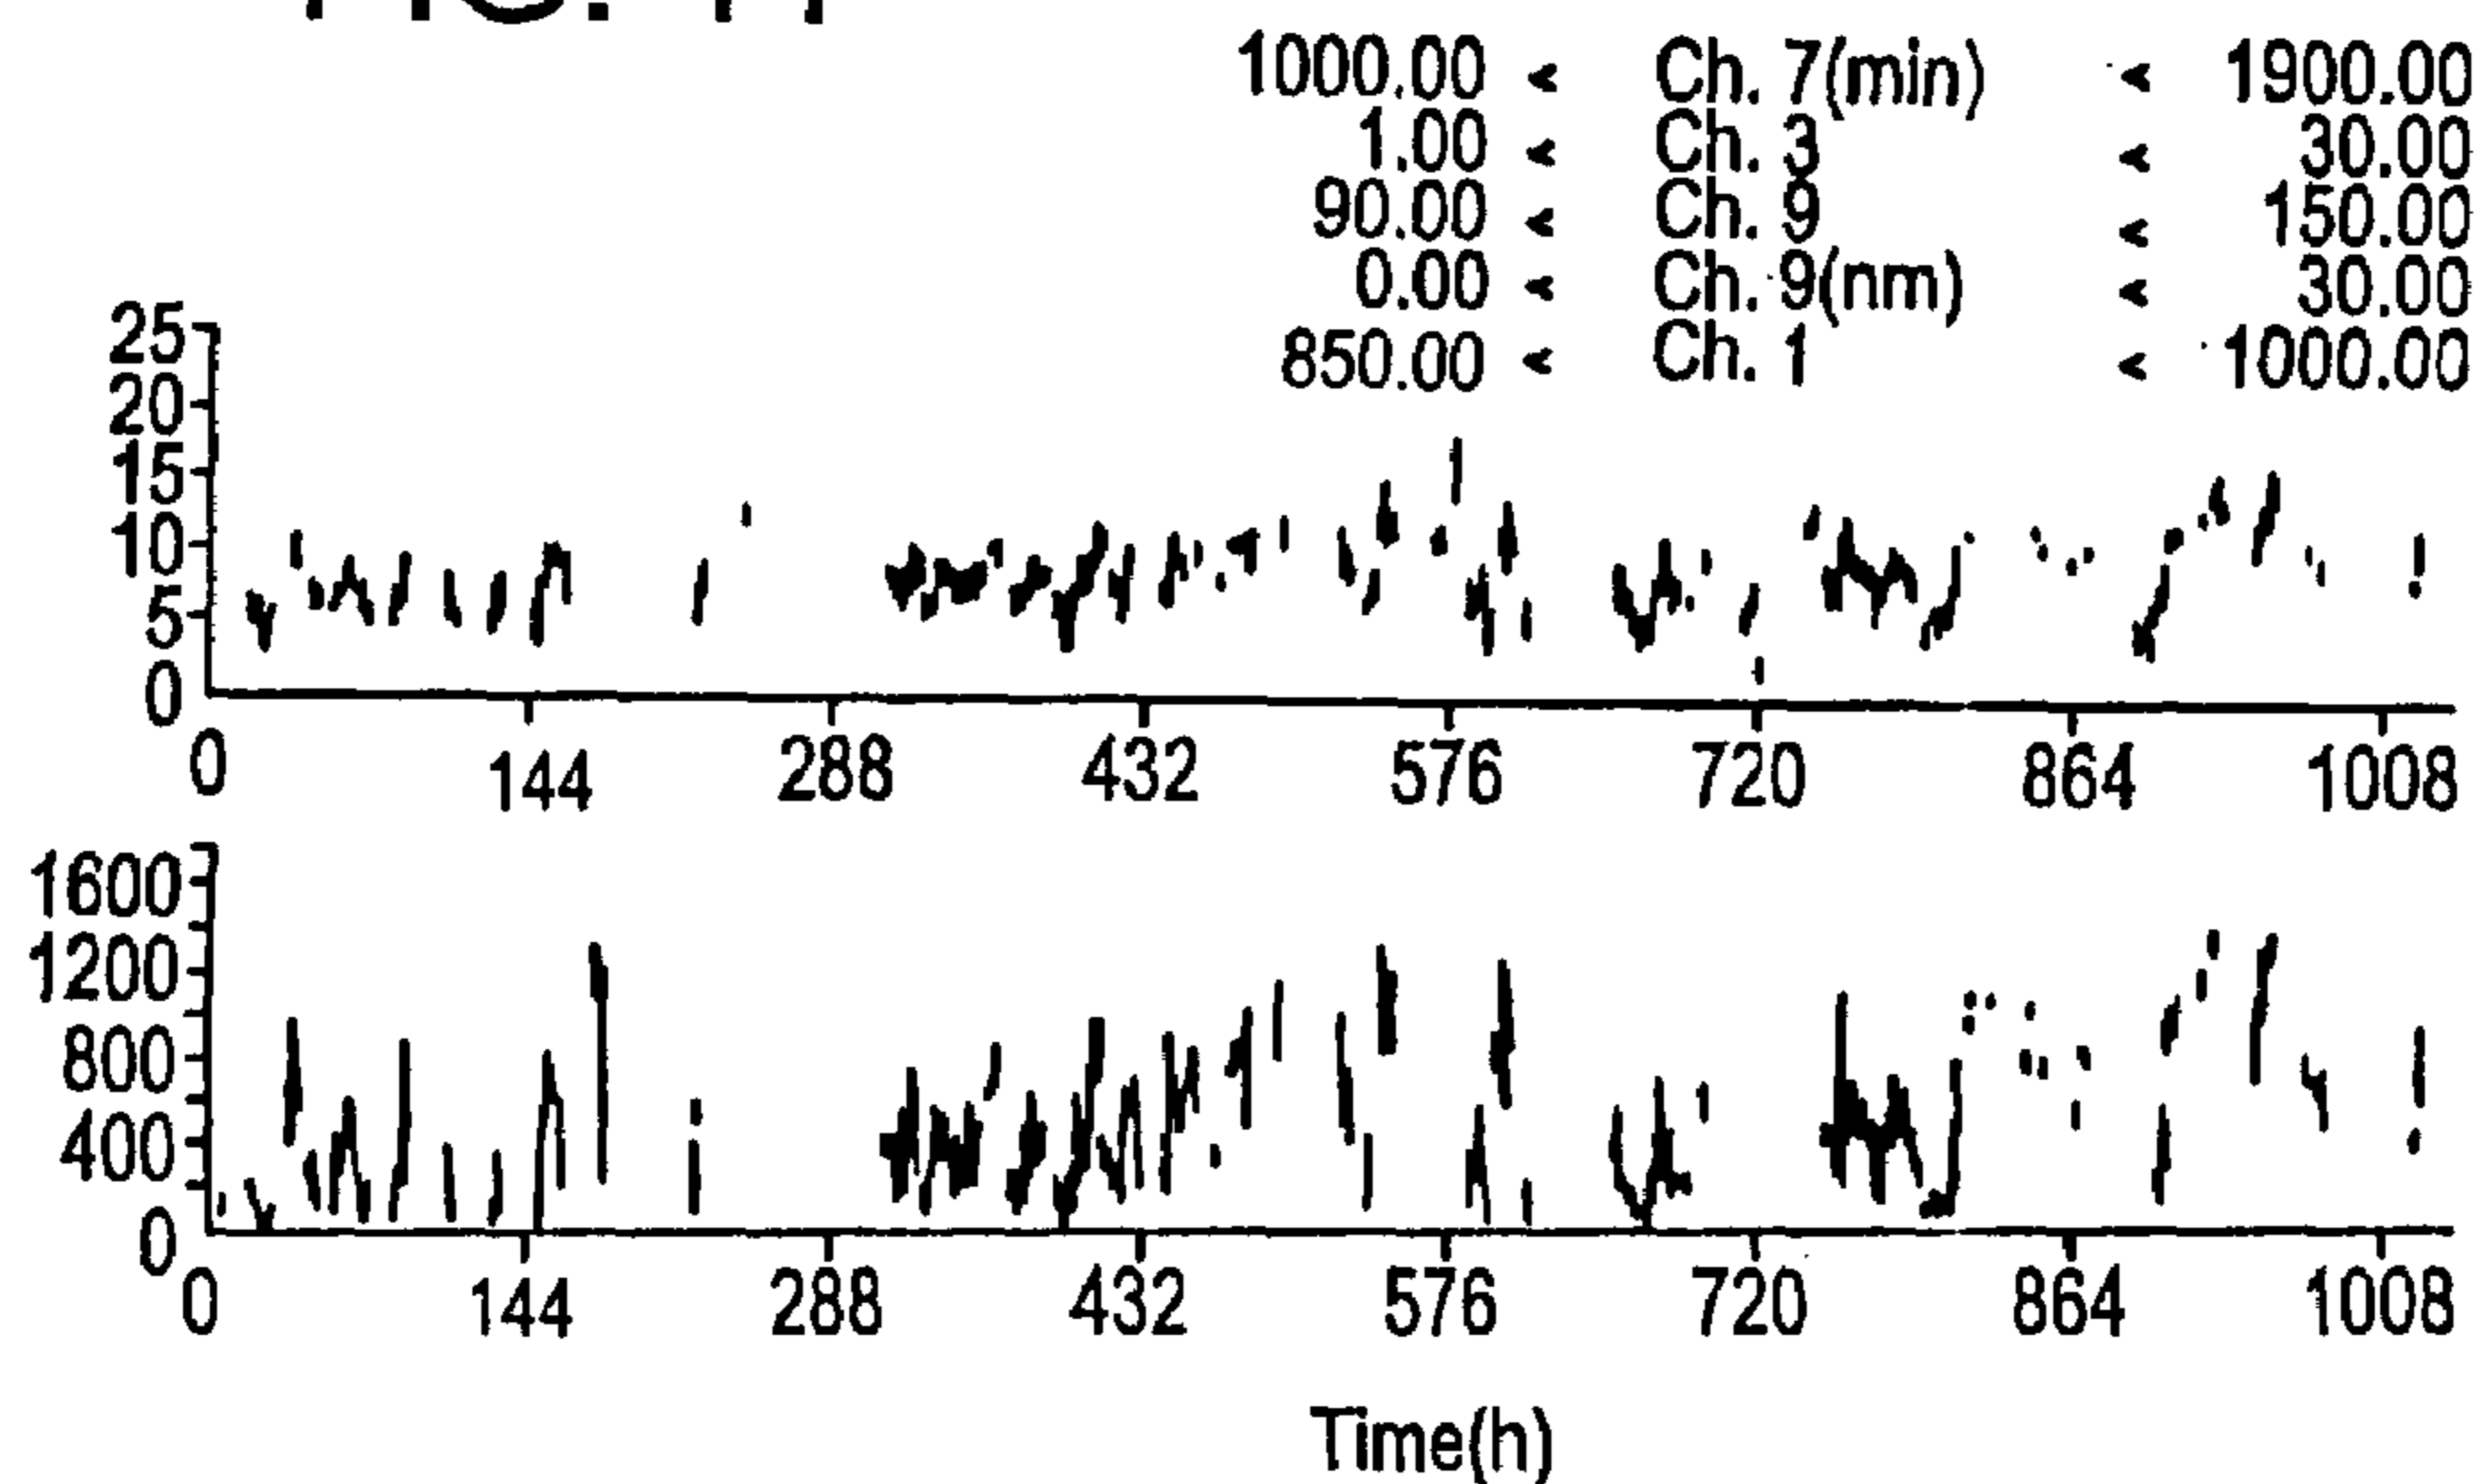 1000.00 < Ch. 7(min) < 1900.00
1.00 < Ch. 3 < 30.00
90.00 < Ch. 9 < 150.00
0.00 < Ch. 9(nm) < 30.00
850.00 < Ch. 1 < 1000.00
25
20
15
10
5
0
0 144 288 432 576 720 864 1008
1600
1200
800
400
0
0 144 288 432 576 720 864 1008
Time(h)